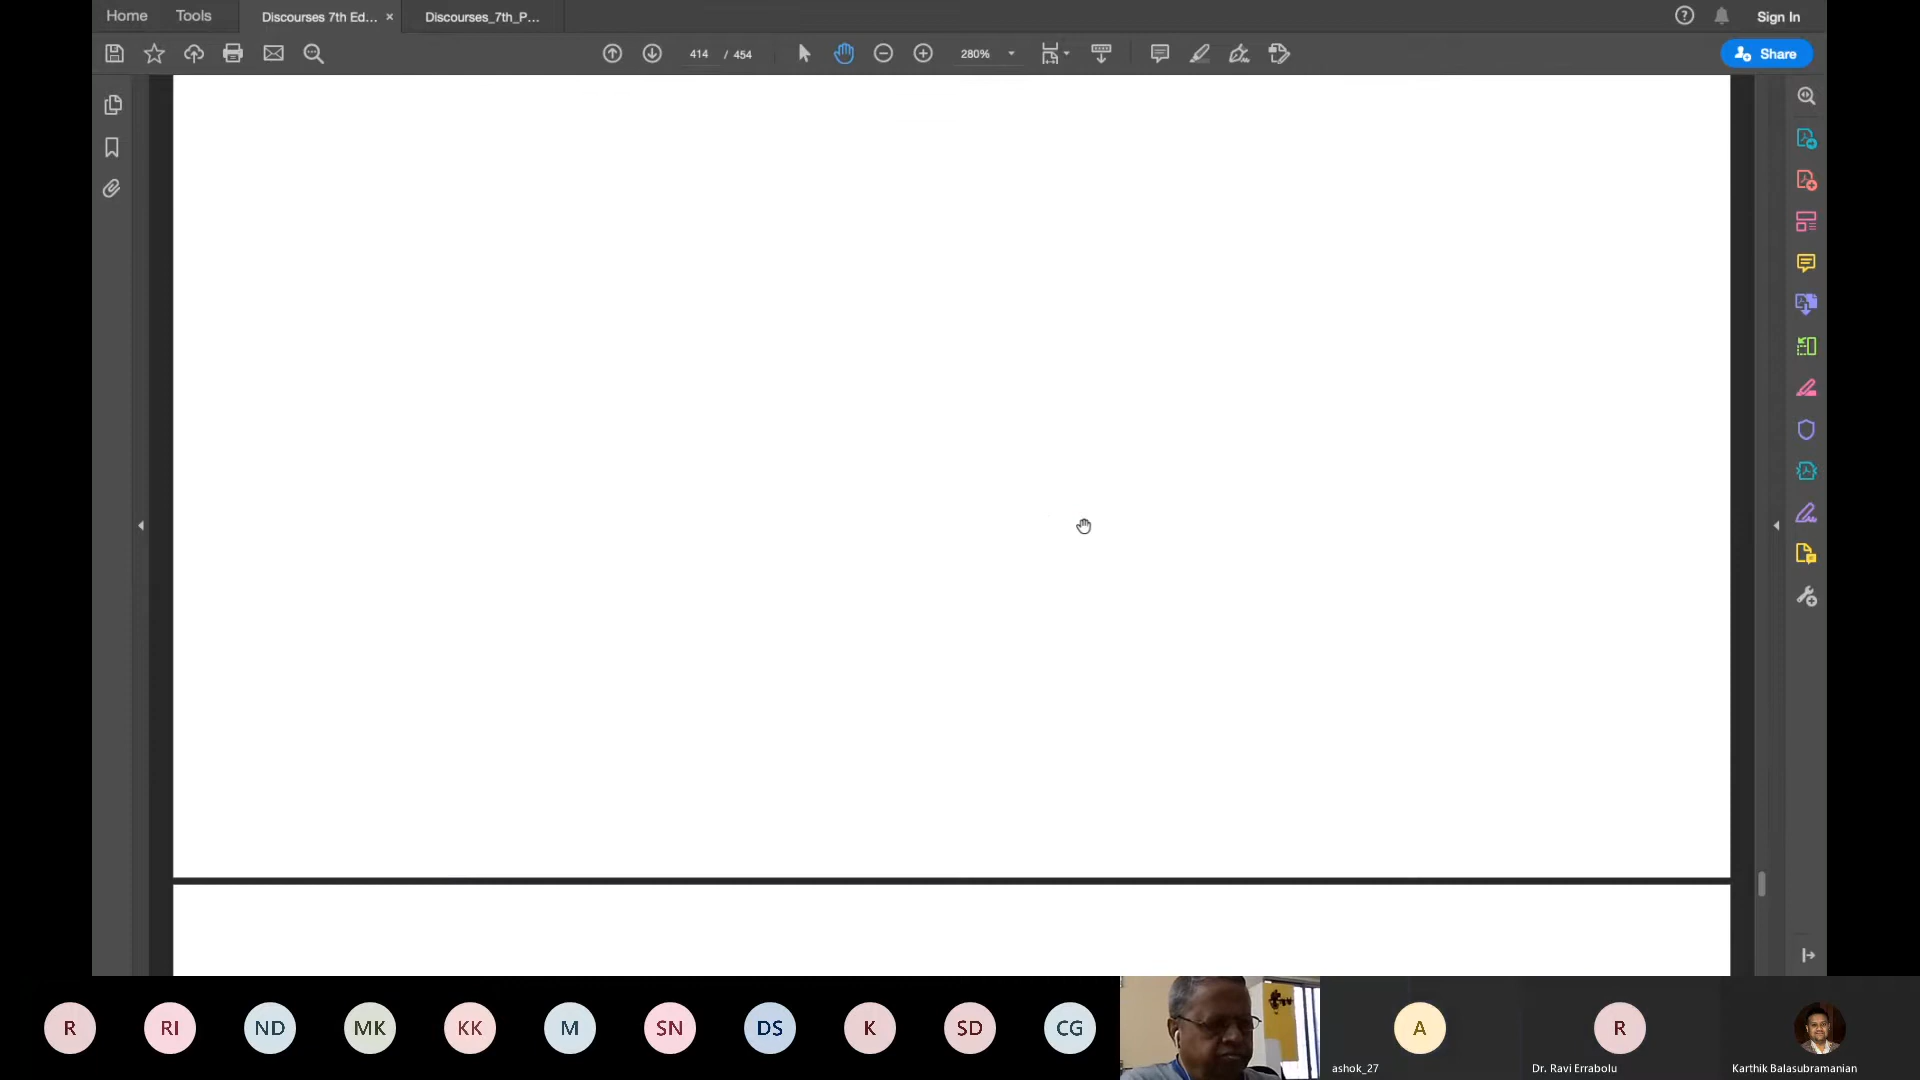 Home Tools Discourses 7th Ed... × Discourses_7th_P... Sign In
414 / 454 280% Share
R RI ND MK KK M SN DS K SD CG A R
ashok_27 Dr. Ravi Errabolu Karthik Balasubramanian